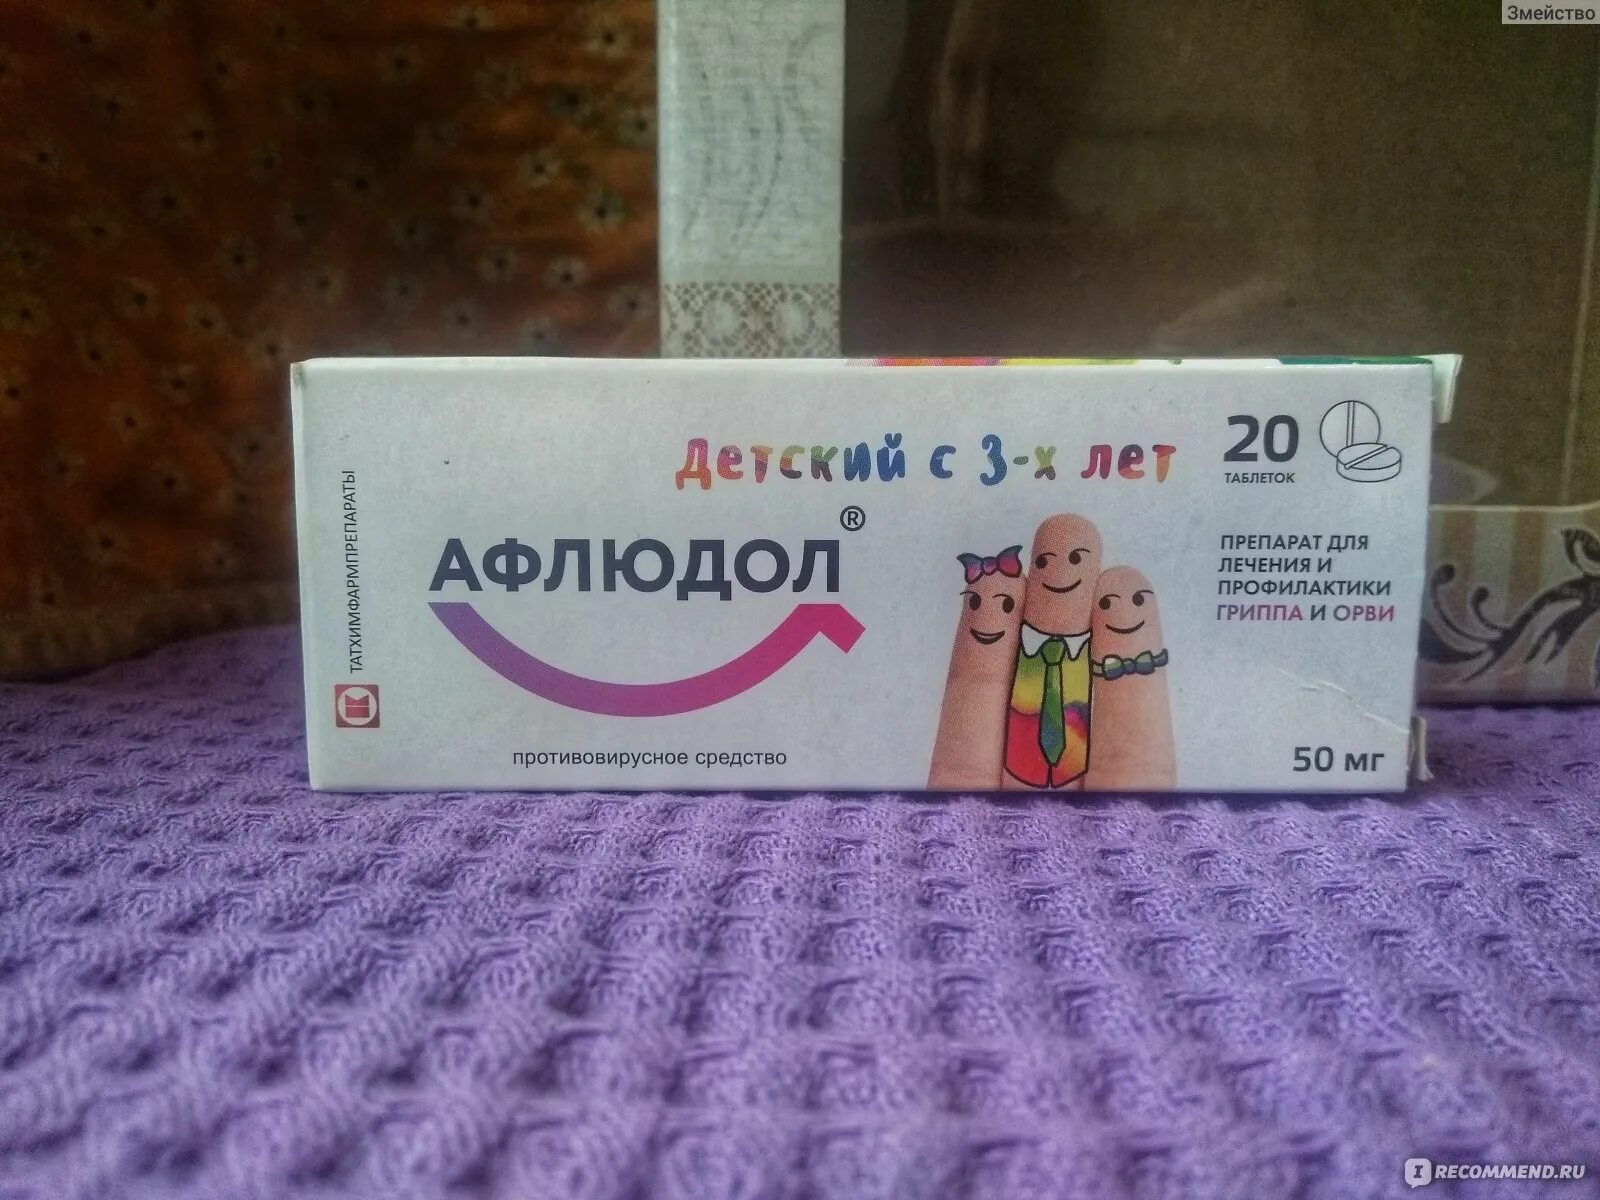 Змейство
Детский с 3-х лет
20
ТАБЛЕТОК
АФЛЮДОЛ®
ПРЕПАРАТ ДЛЯ
ЛЕЧЕНИЯ И
ПРОФИЛАКТИКИ
ГРИППА И ОРВИ
ТАТХИМФАРМПРЕПАРАТЫ
противовирусное средство
50 мг
IRECOMMEND.RU